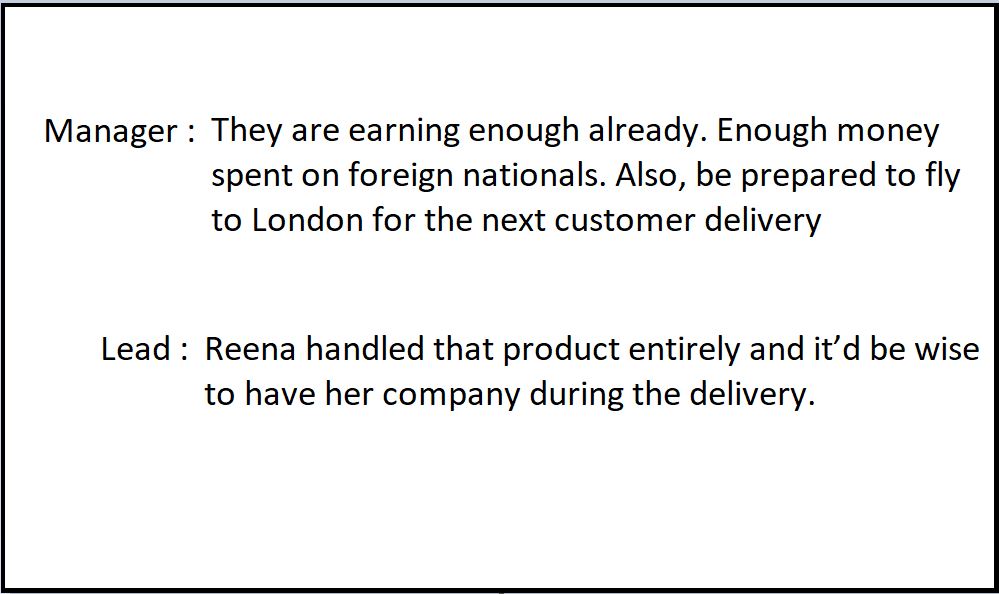 Manager : They are earning enough already. Enough money
spent on foreign nationals. Also, be prepared to fly
to London for the next customer delivery
Lead : Reena handled that product entirely and it’d be wise
to have her company during the delivery.